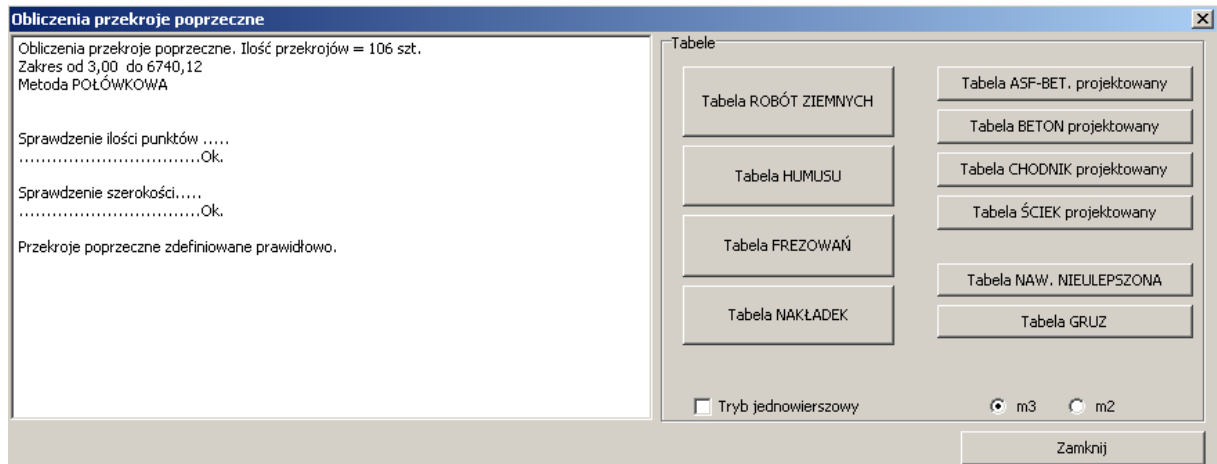 Obliczenia przekroje poprzeczne
Obliczenia przekroje poprzeczne. Ilość przekrojów = 106 szt.
Zakres od 3,00 do 6740,12
Metoda POŁÓWKOWA
Sprawdzenie ilości punktów .....
.................................Ok.
Sprawdzenie szerokości.....
.................................Ok.
Przekroje poprzeczne zdefiniowane prawidłowo.
Tabele
Tabela ROBÓT ZIEMNYCH
Tabela HUMUSU
Tabela FREZOWAŃ
Tabela NAKŁADEK
Tabela ASF-BET. projektowany
Tabela BETON projektowany
Tabela CHODNIK projektowany
Tabela ŚCIEK projektowany
Tabela NAW. NIEULEPSZONA
Tabela GRUZ
Tryb jednowierszowy
m3 m2
Zamknij